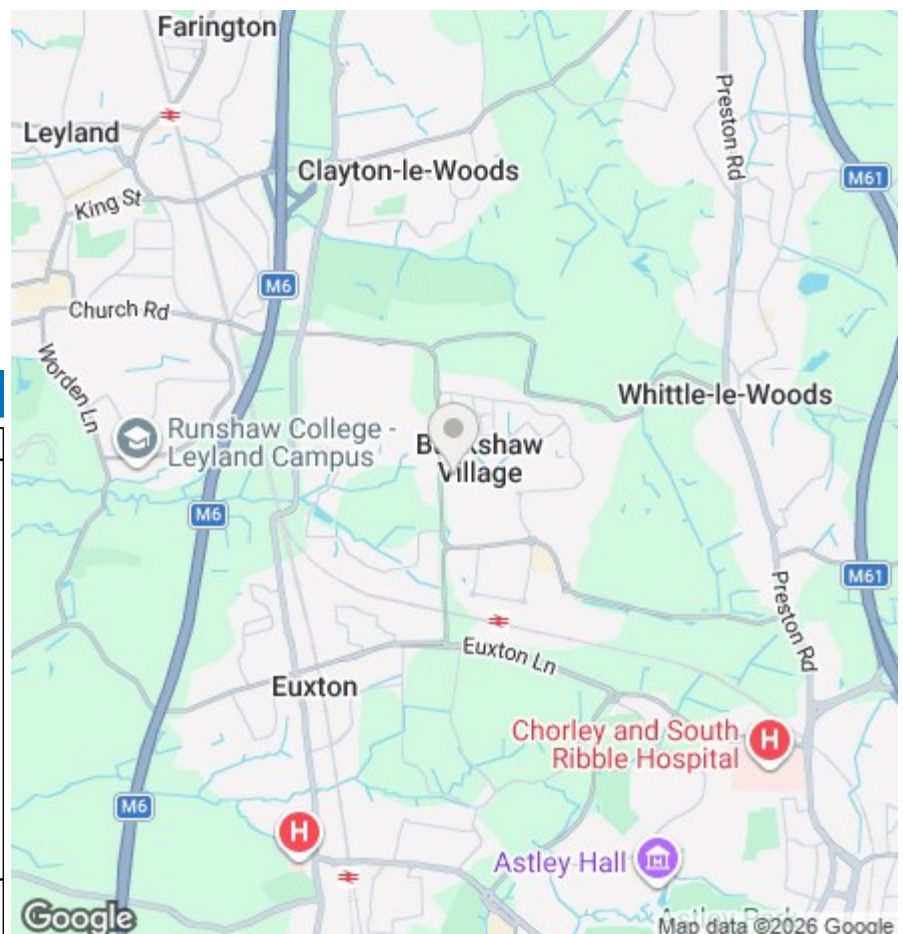 Farington
Leyland
Clayton-le-Woods
Preston Rd
M61
King St
M6
Church Rd
Worden Ln
Whittle-le-Woods
Runshaw College -
Leyland Campus
Village
M6
M61
Preston Rd
Euxton Ln
Euxton
Chorley and South
Ribble Hospital
H
M6
H
Astley Hall
Google
Map data ©2026 Google